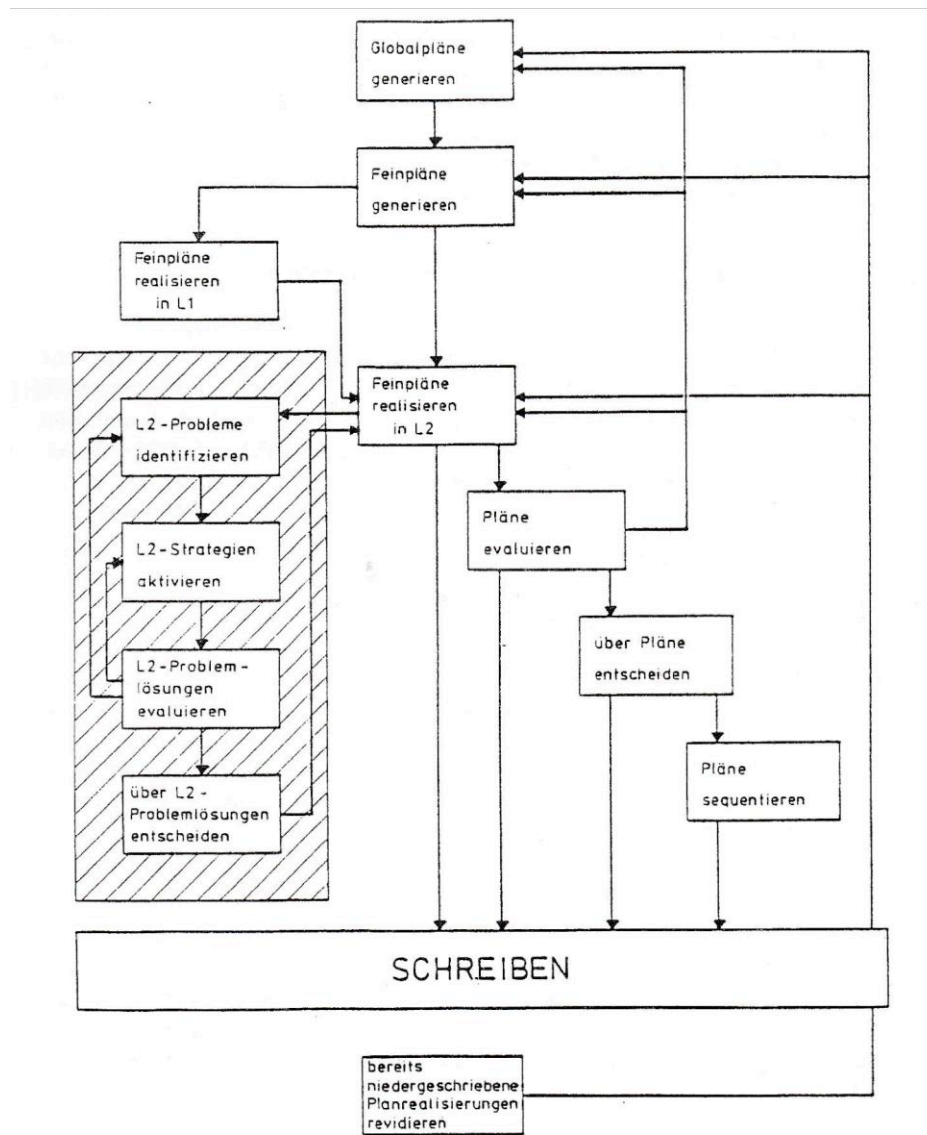 Globalpläne
generieren
Feinpläne
generieren
Feinpläne
realisieren
in L1
Feinpläne
realisieren
in L2
L2-Probleme
identifizieren
L2-Strategien
aktivieren
L2-Problem-
lösungen
evaluieren
über L2-
Problemlösungen
entscheiden
Pläne
evaluieren
über Pläne
entscheiden
Pläne
sequentieren
SCHREIBEN
bereits
niedergeschriebene
Planrealisierungen
revidieren